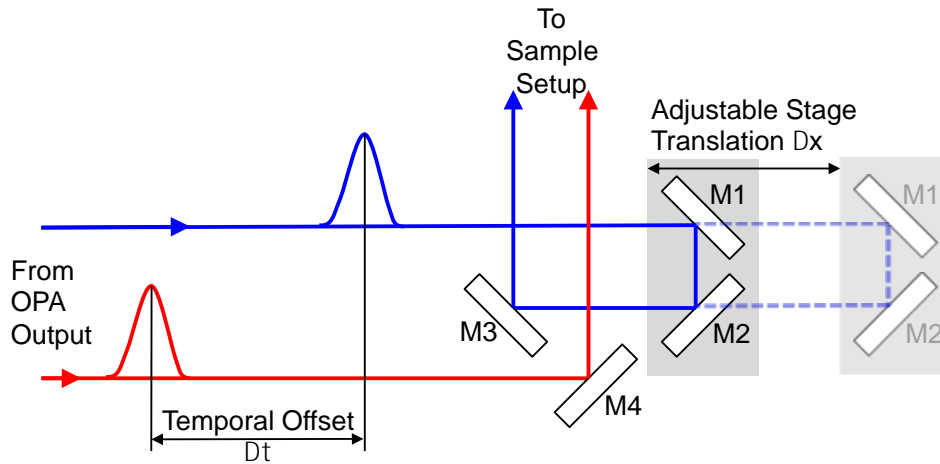 To
Sample
Setup
Adjustable Stage
Translation Dx
M1
M1
From
OPA
Output
M3
M2
M2
M4
Temporal Offset
Dt